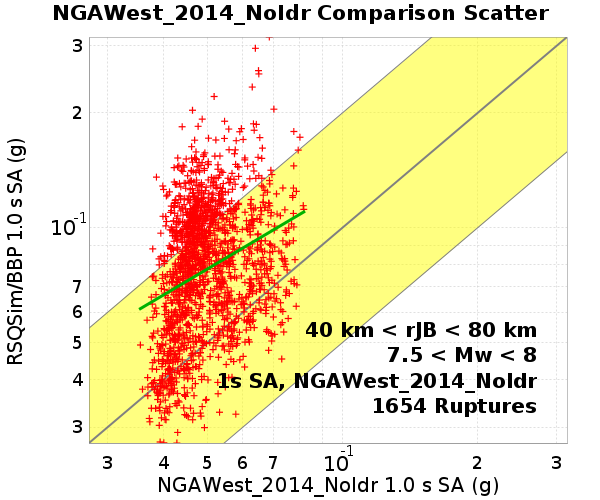 NGAWest_2014_NoIdr Comparison Scatter
3
2
10-1
7
6
5
4
3
RSQSim/BBP 1.0 s SA (g)
40 km < rJB < 80 km
7.5 < Mw < 8
1s SA, NGAWest_2014_NoIdr
1654 Ruptures
3 4 5 6 7 10-1 2 3
NGAWest_2014_NoIdr 1.0 s SA (g)